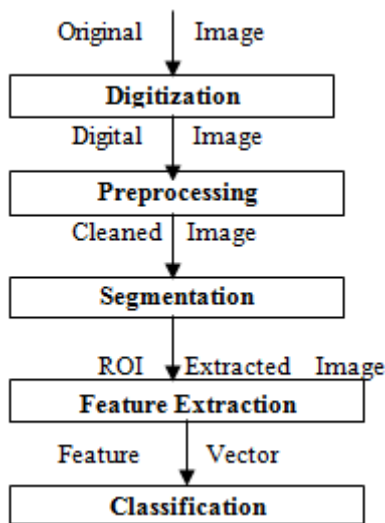 Original Image
Digitization
Digital Image
Preprocessing
Cleaned Image
Segmentation
ROI Extracted Image
Feature Extraction
Feature Vector
Classification